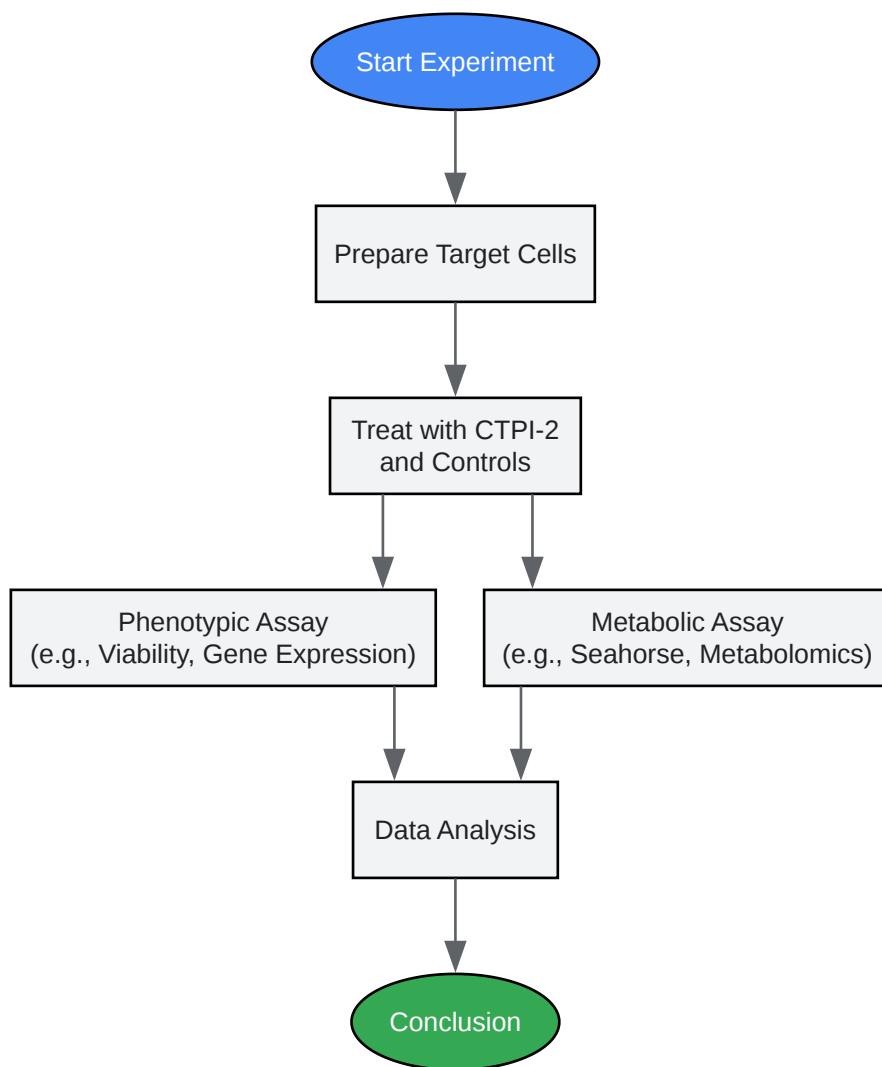 Start Experiment
Prepare Target Cells
Treat with CTPI-2
and Controls
Phenotypic Assay
(e.g., Viability, Gene Expression)
Metabolic Assay
(e.g., Seahorse, Metabolomics)
Data Analysis
Conclusion